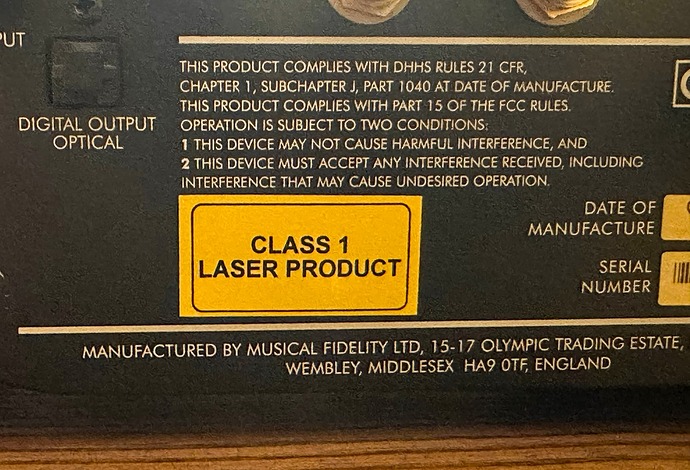 PUT
DIGITAL OUTPUT
OPTICAL
THIS PRODUCT COMPLIES WITH DHHS RULES 21 CFR,
CHAPTER 1, SUBCHAPTER J, PART 1040 AT DATE OF MANUFACTURE.
THIS PRODUCT COMPLIES WITH PART 15 OF THE FCC RULES.
OPERATION IS SUBJECT TO TWO CONDITIONS:
1 THIS DEVICE MAY NOT CAUSE HARMFUL INTERFERENCE, AND
2 THIS DEVICE MUST ACCEPT ANY INTERFERENCE RECEIVED, INCLUDING
INTERFERENCE THAT MAY CAUSE UNDESIRED OPERATION.
CLASS 1
LASER PRODUCT
DATE OF
MANUFACTURE
SERIAL
NUMBER
MANUFACTURED BY MUSICAL FIDELITY LTD, 15-17 OLYMPIC TRADING ESTATE,
WEMBLEY, MIDDLESEX HA9 0TF, ENGLAND